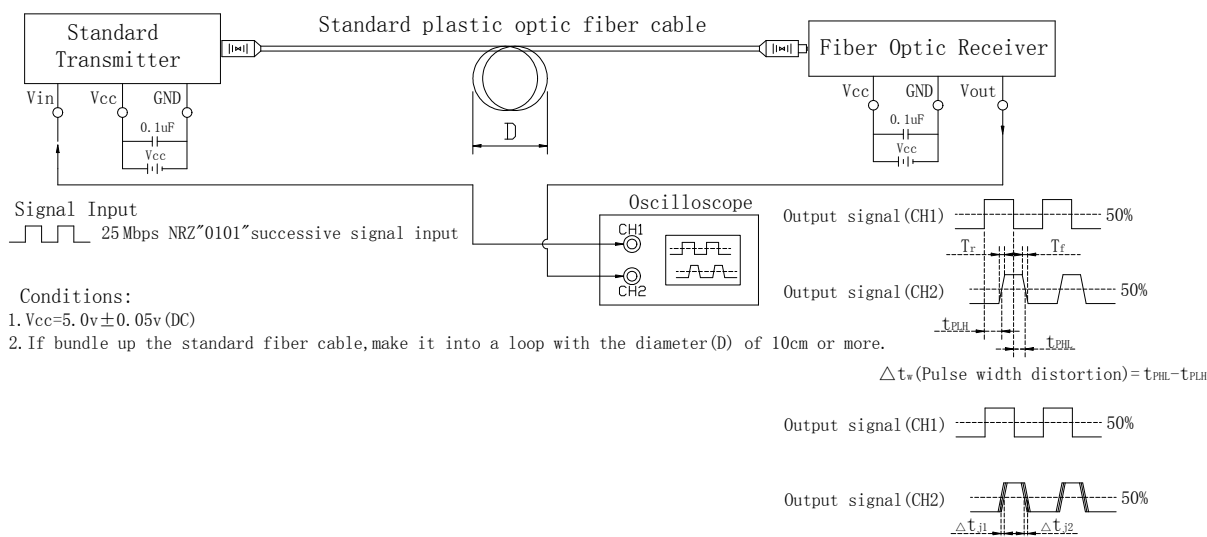 Standard plastic optic fiber cable
Standard
Transmitter
Fiber Optic Receiver
Vin
Vcc
GND
0.1uF
Vcc
D
Vcc
GND
Vout
0.1uF
Vcc
Signal Input
25Mbps NRZ"0101"successive signal input
Oscilloscope
CH1
CH2
Output signal(CH1)
50%
Tr
Tf
Output signal(CH2)
50%
tPLH
tPHL
△tw(Pulse width distortion)=tPHL-tPLH
Conditions:
1.Vcc=5.0v±0.05v(DC)
2.If bundle up the standard fiber cable,make it into a loop with the diameter(D) of 10cm or more.
Output signal(CH1)
50%
Output signal(CH2)
50%
△tj1
△tj2